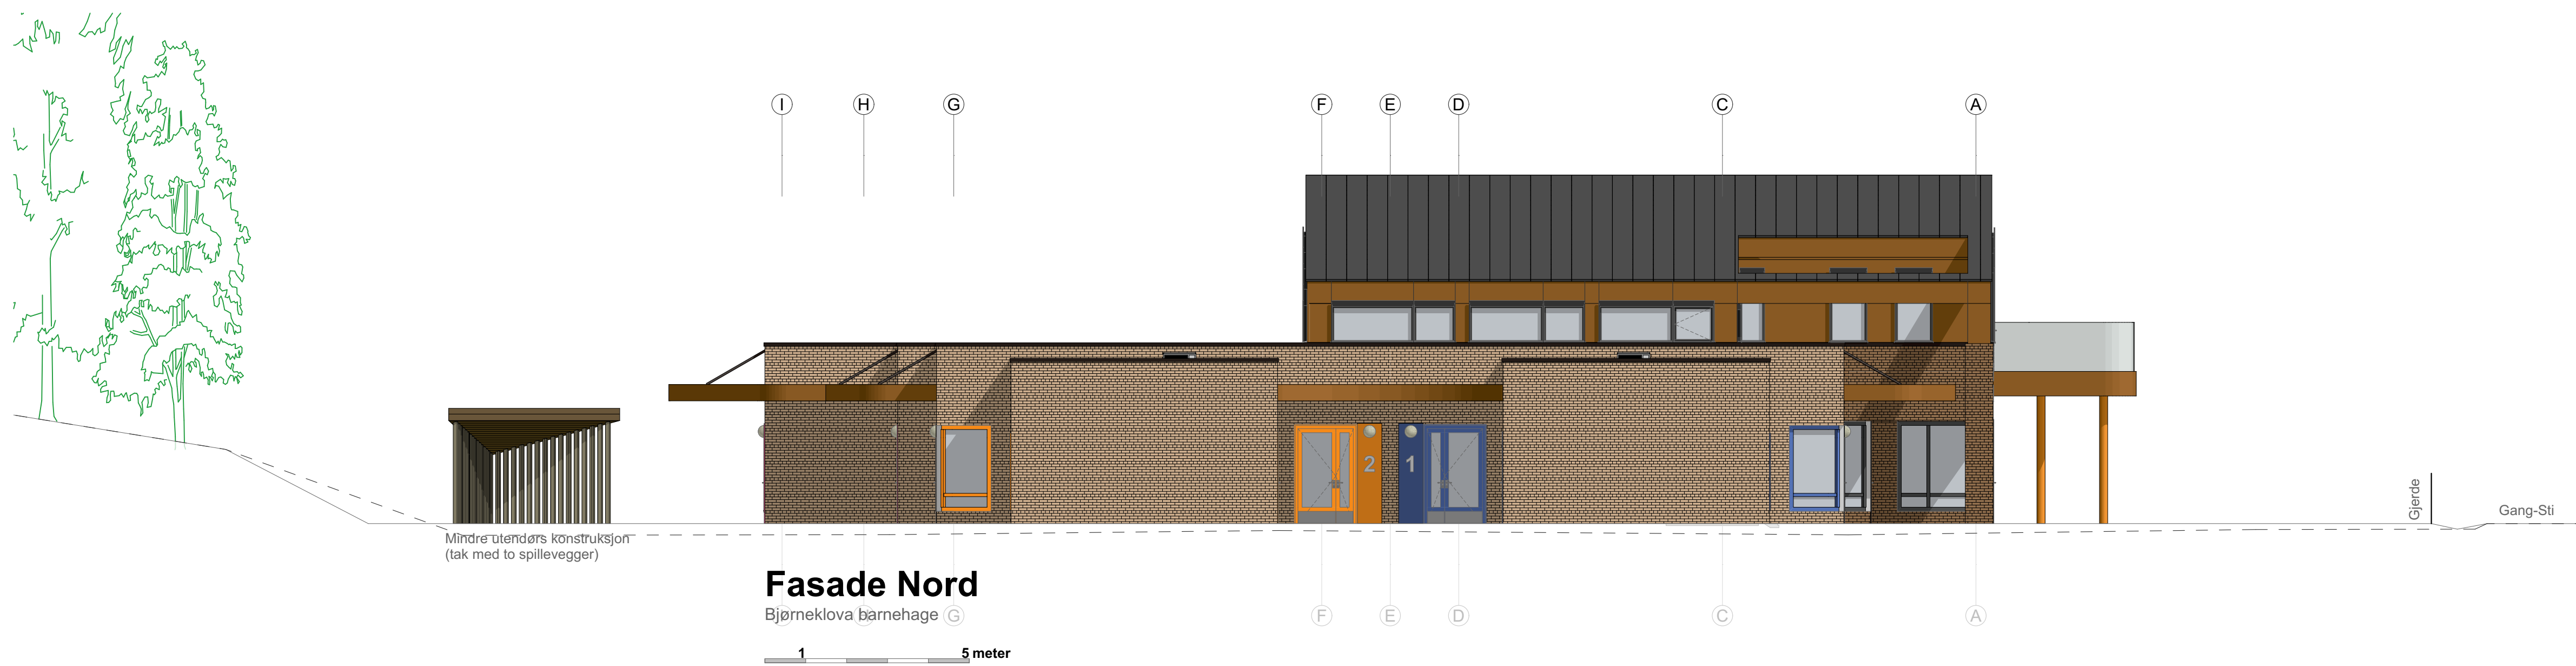 I H G F E D C A
2 1
Gjerde
Gang-Sti
Mindre utendørs konstruksjon
(tak med to spillevegger)
Fasade Nord
Bjørneklova barnehage
I H G F E D C A
1 5 meter